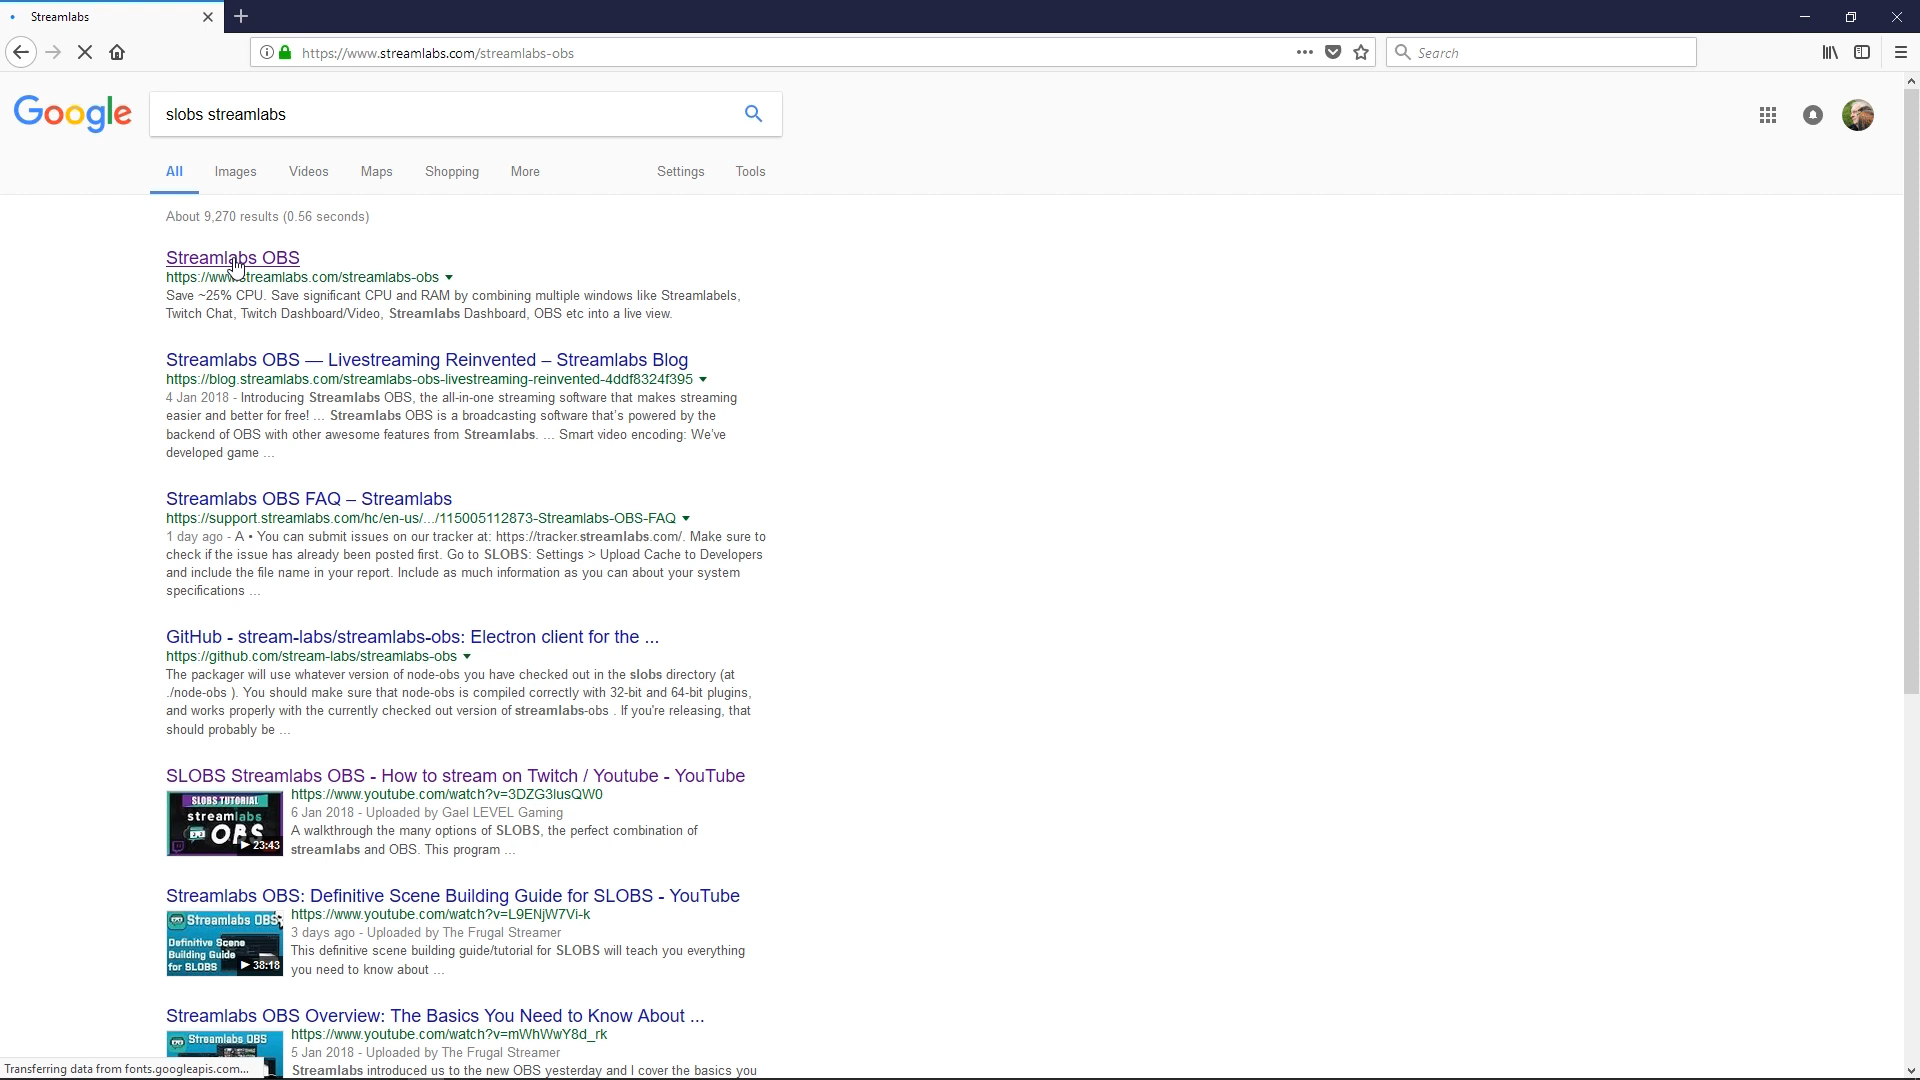 Streamlabs
https://www.streamlabs.com/streamlabs-obs
Search
Google
slobs streamlabs
All Images Videos Maps Shopping More Settings Tools
About 9,270 results (0.56 seconds)
Streamlabs OBS
https://www.streamlabs.com/streamlabs-obs
Save ~25% CPU. Save significant CPU and RAM by combining multiple windows like Streamlabels,
Twitch Chat, Twitch Dashboard/Video, Streamlabs Dashboard, OBS etc into a live view.
Streamlabs OBS — Livestreaming Reinvented – Streamlabs Blog
https://blog.streamlabs.com/streamlabs-obs-livestreaming-reinvented-4ddf8324f395
4 Jan 2018 - Introducing Streamlabs OBS, the all-in-one streaming software that makes streaming
easier and better for free! ... Streamlabs OBS is a broadcasting software that's powered by the
backend of OBS with other awesome features from Streamlabs. ... Smart video encoding: We've
developed game ...
Streamlabs OBS FAQ – Streamlabs
https://support.streamlabs.com/hc/en-us/.../115005112873-Streamlabs-OBS-FAQ
1 day ago - A • You can submit issues on our tracker at: https://tracker.streamlabs.com/. Make sure to
check if the issue has already been posted first. Go to SLOBS: Settings > Upload Cache to Developers
and include the file name in your report. Include as much information as you can about your system
specifications ...
GitHub - stream-labs/streamlabs-obs: Electron client for the ...
https://github.com/stream-labs/streamlabs-obs
The packager will use whatever version of node-obs you have checked out in the slobs directory (at
./node-obs ). You should make sure that node-obs is compiled correctly with 32-bit and 64-bit plugins,
and works properly with the currently checked out version of streamlabs-obs . If you're releasing, that
should probably be ...
SLOBS Streamlabs OBS - How to stream on Twitch / Youtube - YouTube
SLOBS TUTORIAL
streamlabs
OBS
23:43
https://www.youtube.com/watch?v=3DZG3lusQW0
6 Jan 2018 - Uploaded by Gael LEVEL Gaming
A walkthrough the many options of SLOBS, the perfect combination of
streamlabs and OBS. This program ...
Streamlabs OBS: Definitive Scene Building Guide for SLOBS - YouTube
Streamlabs OBS
Definitive Scene
Building Guide
for SLOBS
38:18
https://www.youtube.com/watch?v=L9ENjW7Vi-k
3 days ago - Uploaded by The Frugal Streamer
This definitive scene building guide/tutorial for SLOBS will teach you everything
you need to know about ...
Streamlabs OBS Overview: The Basics You Need to Know About ...
Streamlabs OBS
https://www.youtube.com/watch?v=mWhWwY8d_rk
5 Jan 2018 - Uploaded by The Frugal Streamer
Streamlabs introduced us to the new OBS yesterday and I cover the basics you
Transferring data from fonts.googleapis.com...